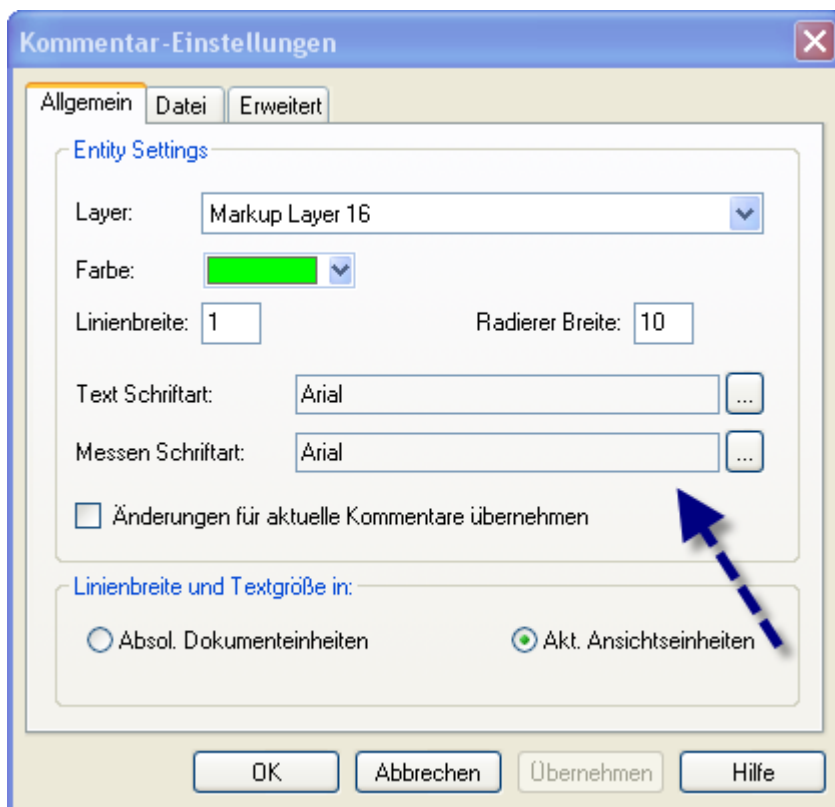 Kommentar-Einstellungen
Allgemein Datei Erweitert
Entity Settings
Layer: Markup Layer 16
Farbe:
Linienbreite: 1 Radierer Breite: 10
Text Schriftart: Arial ...
Messen Schriftart: Arial ...
Änderungen für aktuelle Kommentare übernehmen
Linienbreite und Textgröße in:
Absol. Dokumenteinheiten Akt. Ansichtseinheiten
OK Abbrechen Übernehmen Hilfe